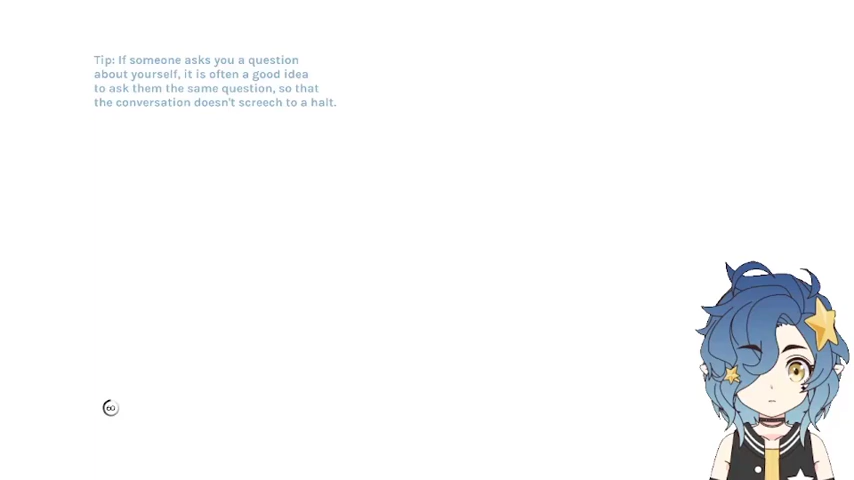 Tip: If someone asks you a question
about yourself, it is often a good idea
to ask them the same question, so that
the conversation doesn't screech to a halt.